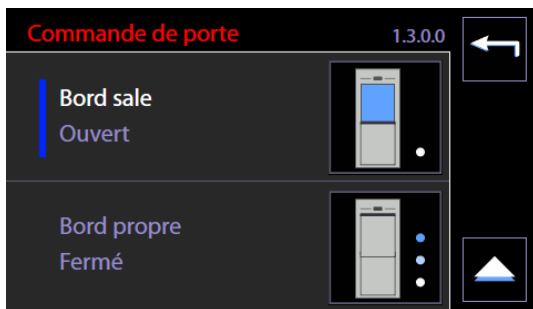 Commande de porte 1.3.0.0
Bord sale
Ouvert
Bord propre
Fermé